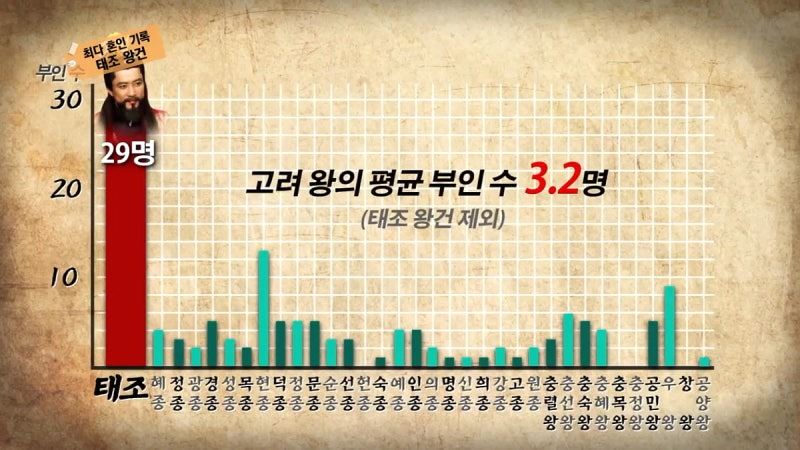 최다 혼인 기록
태조 왕건
부인 수
30
29명
고려 왕의 평균 부인 수 3.2명
(태조 왕건 제외)
20
10
태조
혜종
정종
광종
경종
성종
목종
현종
덕종
정종
문종
순종
선종
헌종
숙종
예종
인종
의종
명종
신종
희종
강종
고종
원종
충렬왕
충선왕
충숙왕
충혜왕
충목왕
충정왕
공민왕
우왕
창왕
공양왕